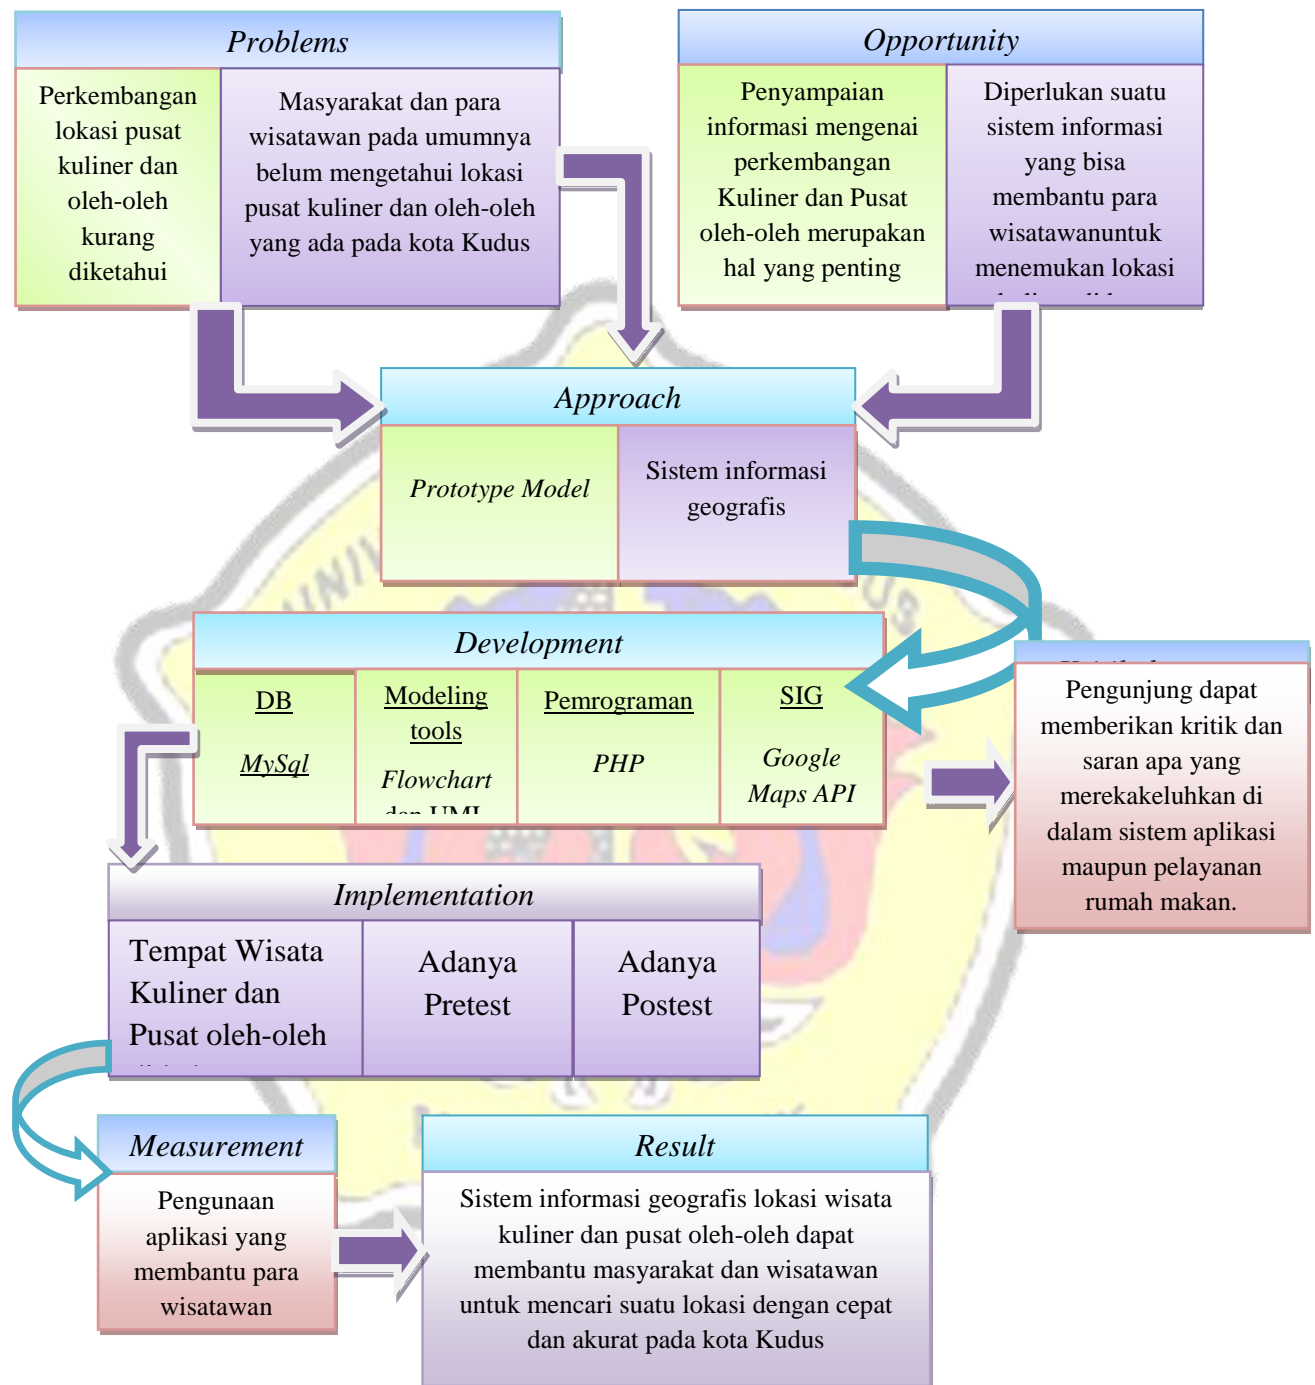 Problems
Perkembangan
lokasi pusat
kuliner dan
oleh-oleh
kurang
diketahui
Masyarakat dan para
wisatawan pada umumnya
belum mengetahui lokasi
pusat kuliner dan oleh-oleh
yang ada pada kota Kudus
Opportunity
Penyampaian
informasi mengenai
perkembangan
Kuliner dan Pusat
oleh-oleh merupakan
hal yang penting
Diperlukan suatu
sistem informasi
yang bisa
membantu para
wisatawanuntuk
menemukan lokasi
Approach
Prototype Model
Sistem informasi
geografis
Development
DB
MySql
Modeling
tools
Flowchart
dan UML
Pemrograman
PHP
SIG
Google
Maps API
Pengunjung dapat
memberikan kritik dan
saran apa yang
merekakeluhkan di
dalam sistem aplikasi
maupun pelayanan
rumah makan.
Implementation
Tempat Wisata
Kuliner dan
Pusat oleh-oleh
Adanya
Pretest
Adanya
Postest
Measurement
Pengunaan
aplikasi yang
membantu para
wisatawan
Result
Sistem informasi geografis lokasi wisata
kuliner dan pusat oleh-oleh dapat
membantu masyarakat dan wisatawan
untuk mencari suatu lokasi dengan cepat
dan akurat pada kota Kudus